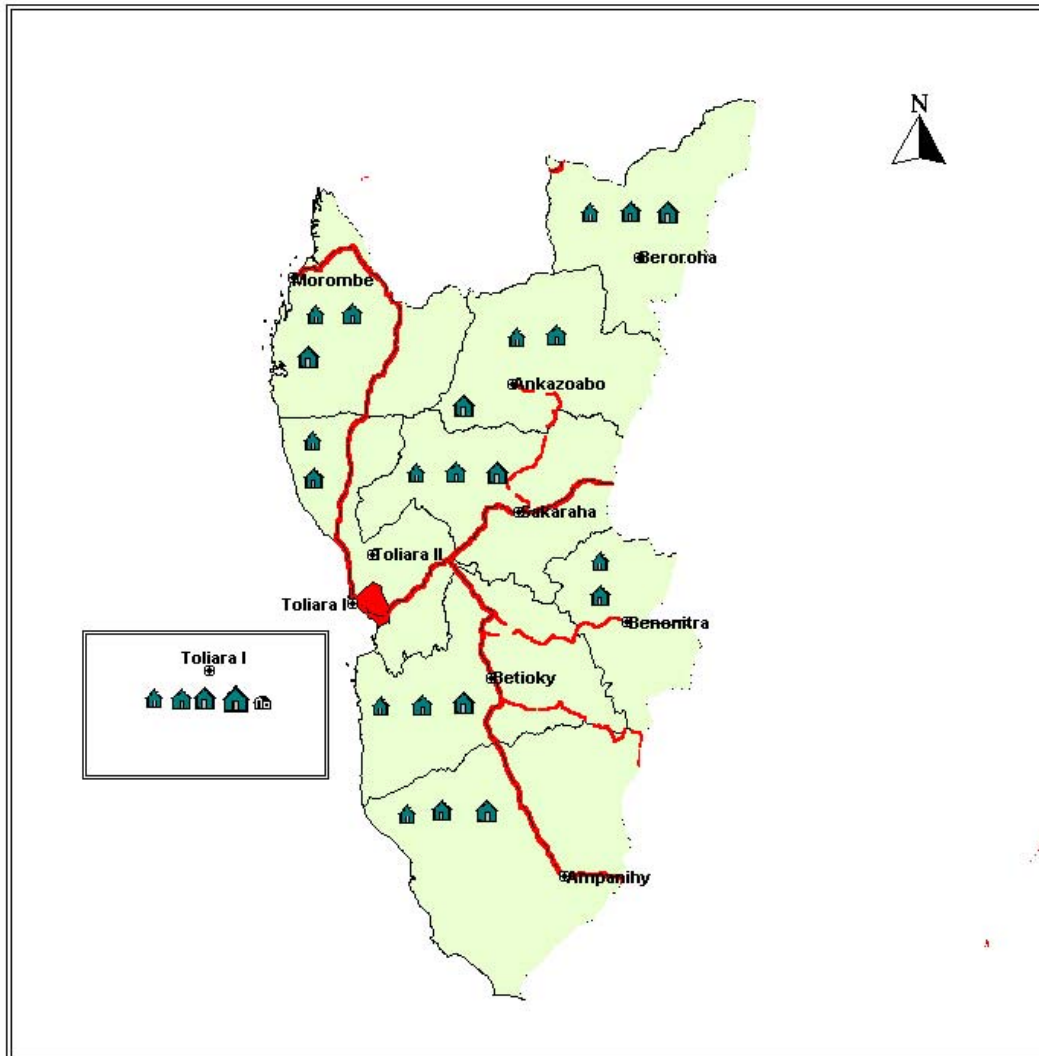 N
Beroroha
Morombe
Ankazoabo
Sakaraha
Toliara II
Toliara I
Benenitra
Toliara I
Betioky
Ampanihy